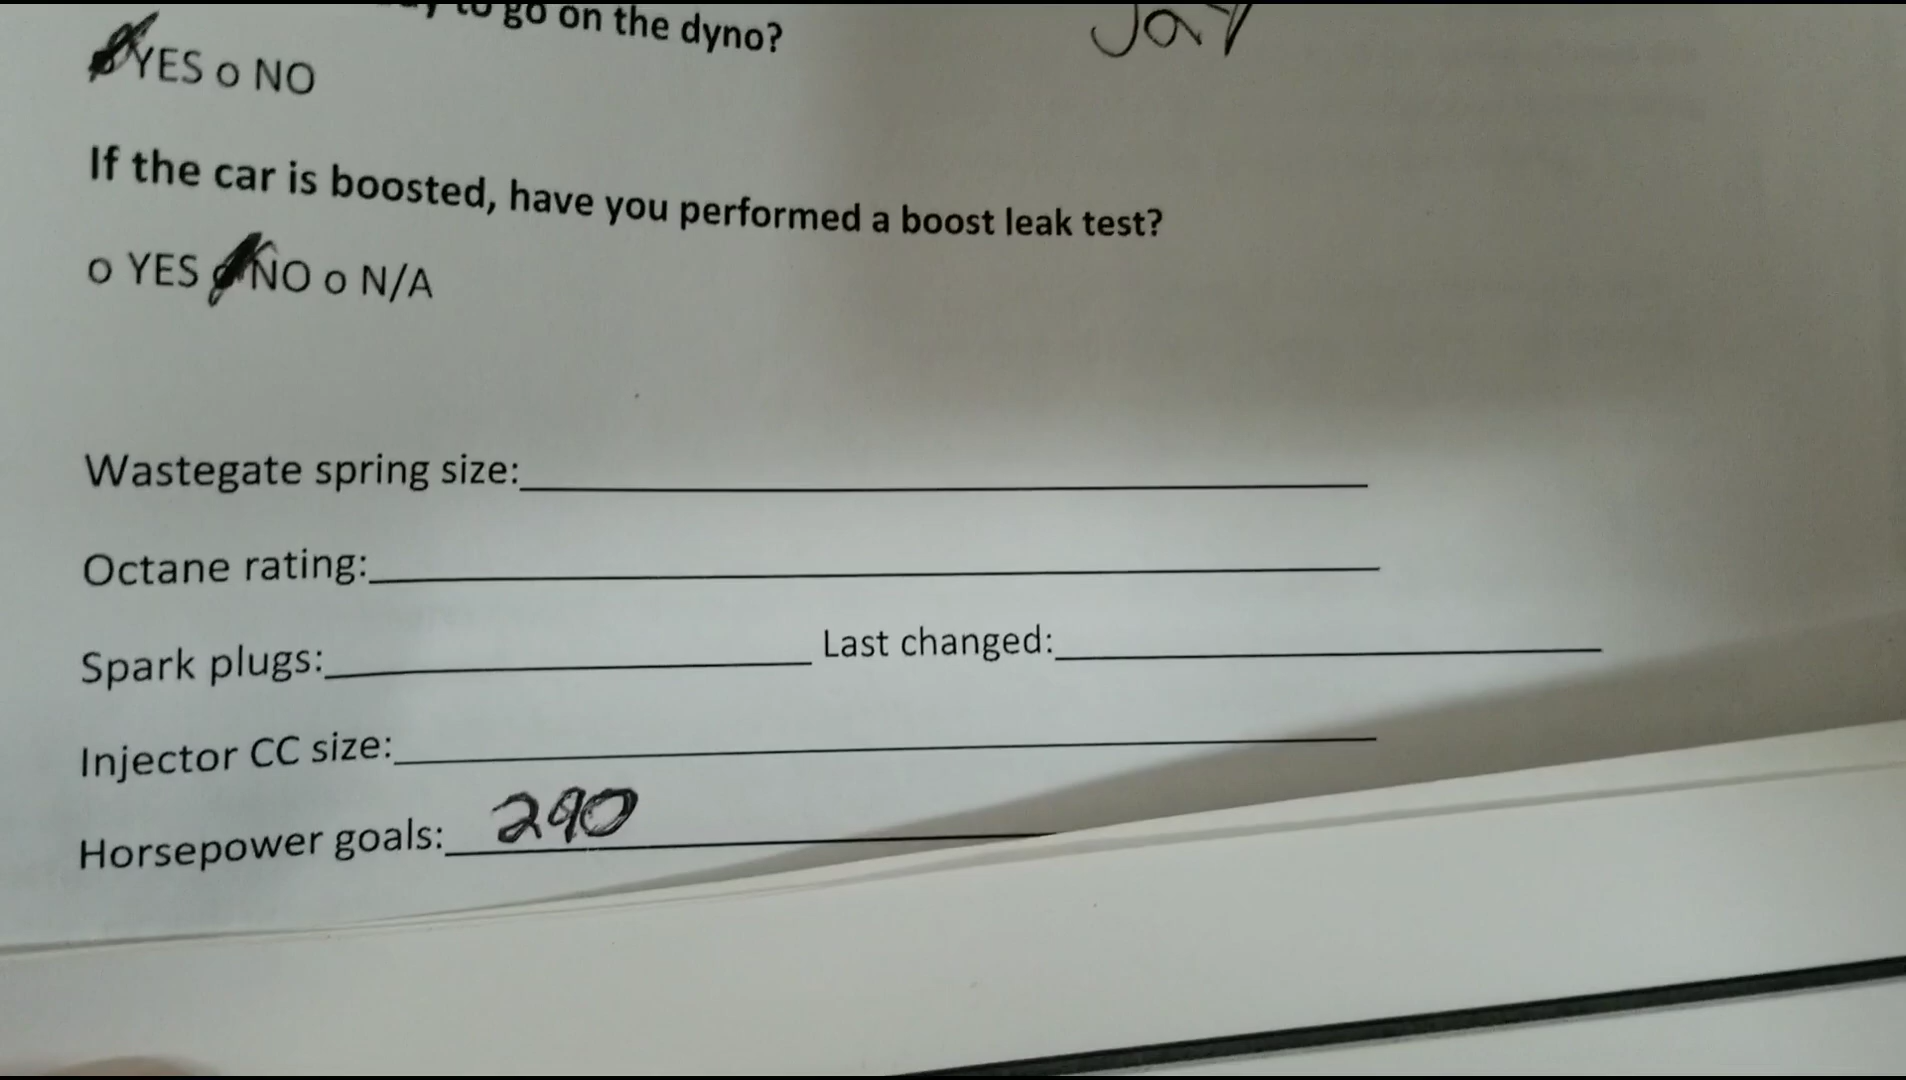 to go on the dyno?
Jay
YES o NO
If the car is boosted, have you performed a boost leak test?
o YES o NO o N/A
Wastegate spring size:
Octane rating:
Spark plugs: Last changed:
Injector CC size:
Horsepower goals: 290